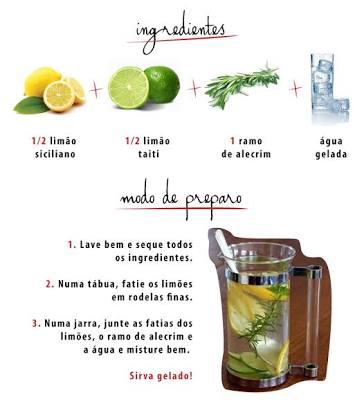 ingredientes
1/2 limão siciliano
1/2 limão taiti
1 ramo de alecrim
água gelada
modo de preparo
1. Lave bem e seque todos
os ingredientes.
2. Numa tábua, fatie os limões
em rodelas finas.
3. Numa jarra, junte as fatias dos
limões, o ramo de alecrim e
a água e misture bem.
Sirva gelado!